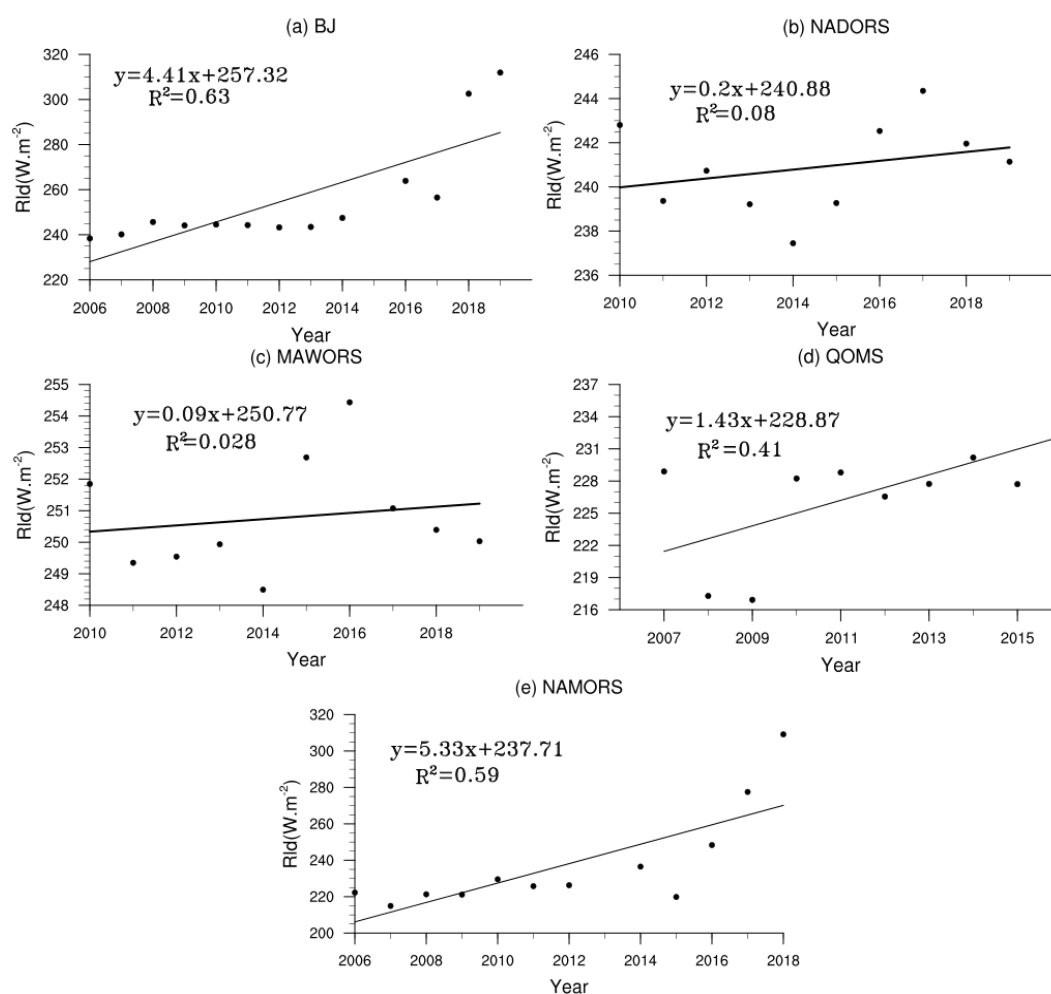 (a) BJ
y=4.41x+257.32
R²=0.63
Rld(W.m⁻²)
320
300
280
260
240
220
2006 2008 2010 2012 2014 2016 2018
Year
(b) NADORS
y=0.2x+240.88
R²=0.08
Rld(W.m⁻²)
246
244
241
240
238
236
2010 2012 2014 2016 2018
Year
(c) MAWORS
y=0.09x+250.77
R²=0.028
Rld(W.m⁻²)
255
254
253
252
251
250
249
248
2010 2012 2014 2016 2018
Year
(d) QOMS
y=1.43x+228.87
R²=0.41
Rld(W.m⁻²)
237
234
231
228
225
222
219
216
2007 2009 2011 2013 2015
Year
(e) NAMORS
y=5.33x+237.71
R²=0.59
Rld(W.m⁻²)
320
300
280
260
240
220
200
2006 2008 2010 2012 2014 2016 2018
Year